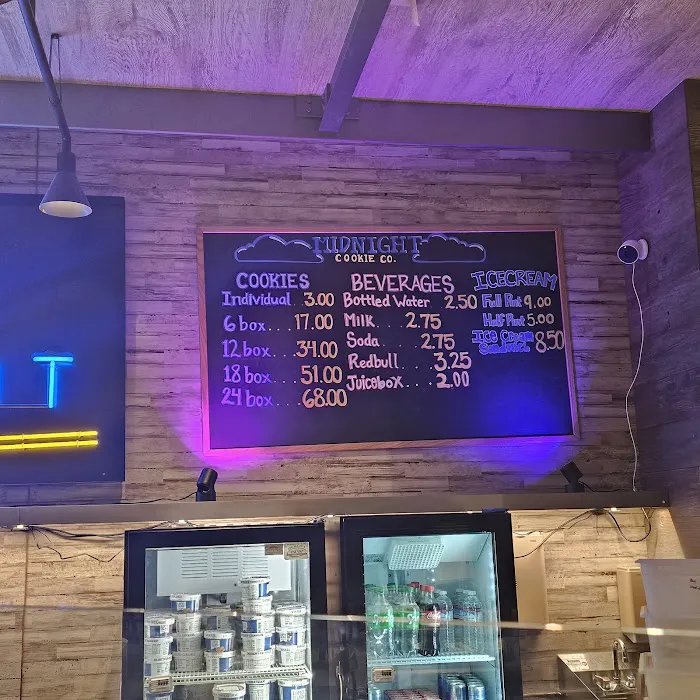 MIDNIGHT
COOKIE CO.
COOKIES
Individual..3.00
6 box....17.00
12 box...34.00
18 box...51.00
24 box...68.00
BEVERAGES
Bottled Water 2.50
Milk....2.75
Soda....2.75
Redbull...3.25
Juicebox...2.00
ICECREAM
Full Pint 9.00
Half Pint 5.00
Ice Cream
Sandwich 8.50